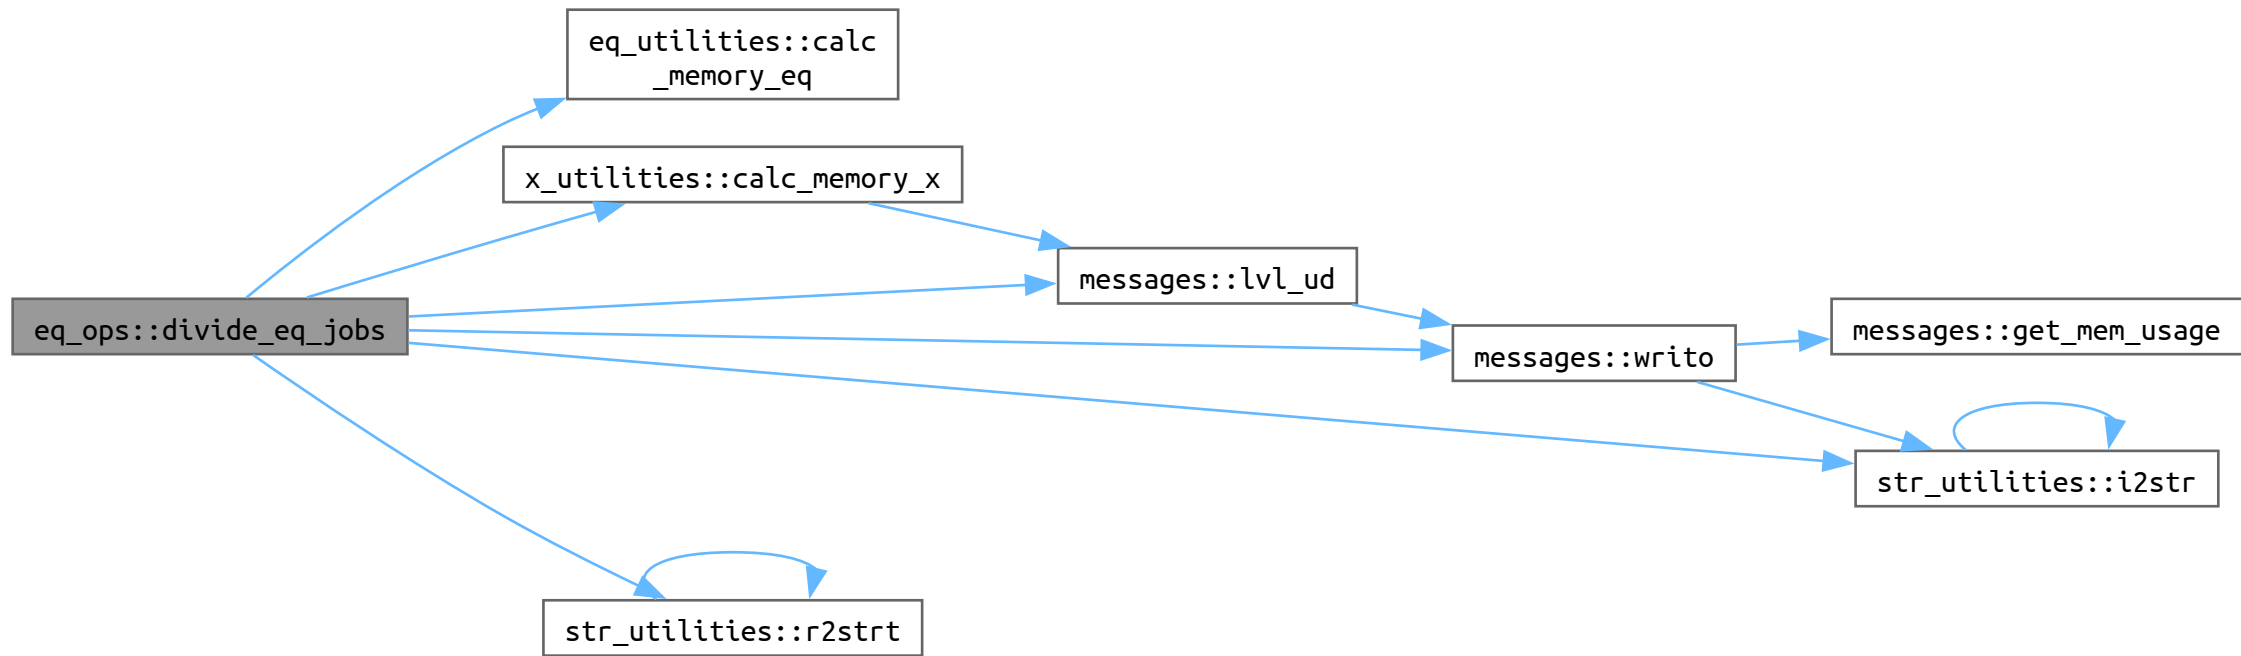 eq_utilities::calc
_memory_eq
x_utilities::calc_memory_x
messages::lvl_ud
eq_ops::divide_eq_jobs
messages::get_mem_usage
messages::writo
str_utilities::i2str
str_utilities::r2strt